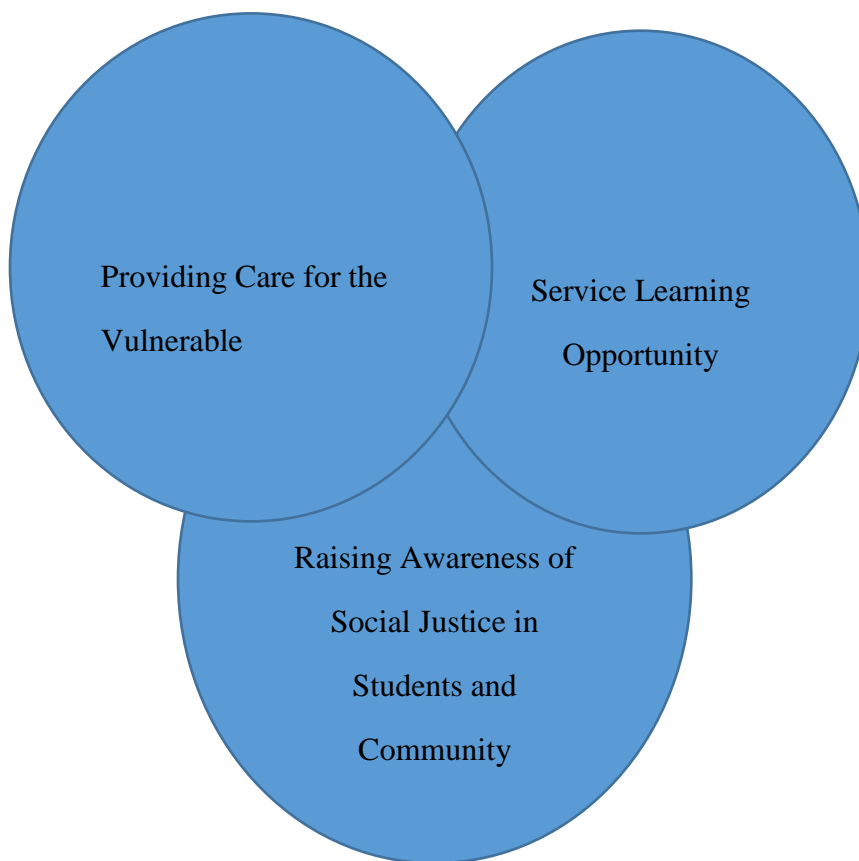 Providing Care for the
Vulnerable
Service Learning
Opportunity
Raising Awareness of
Social Justice in
Students and
Community